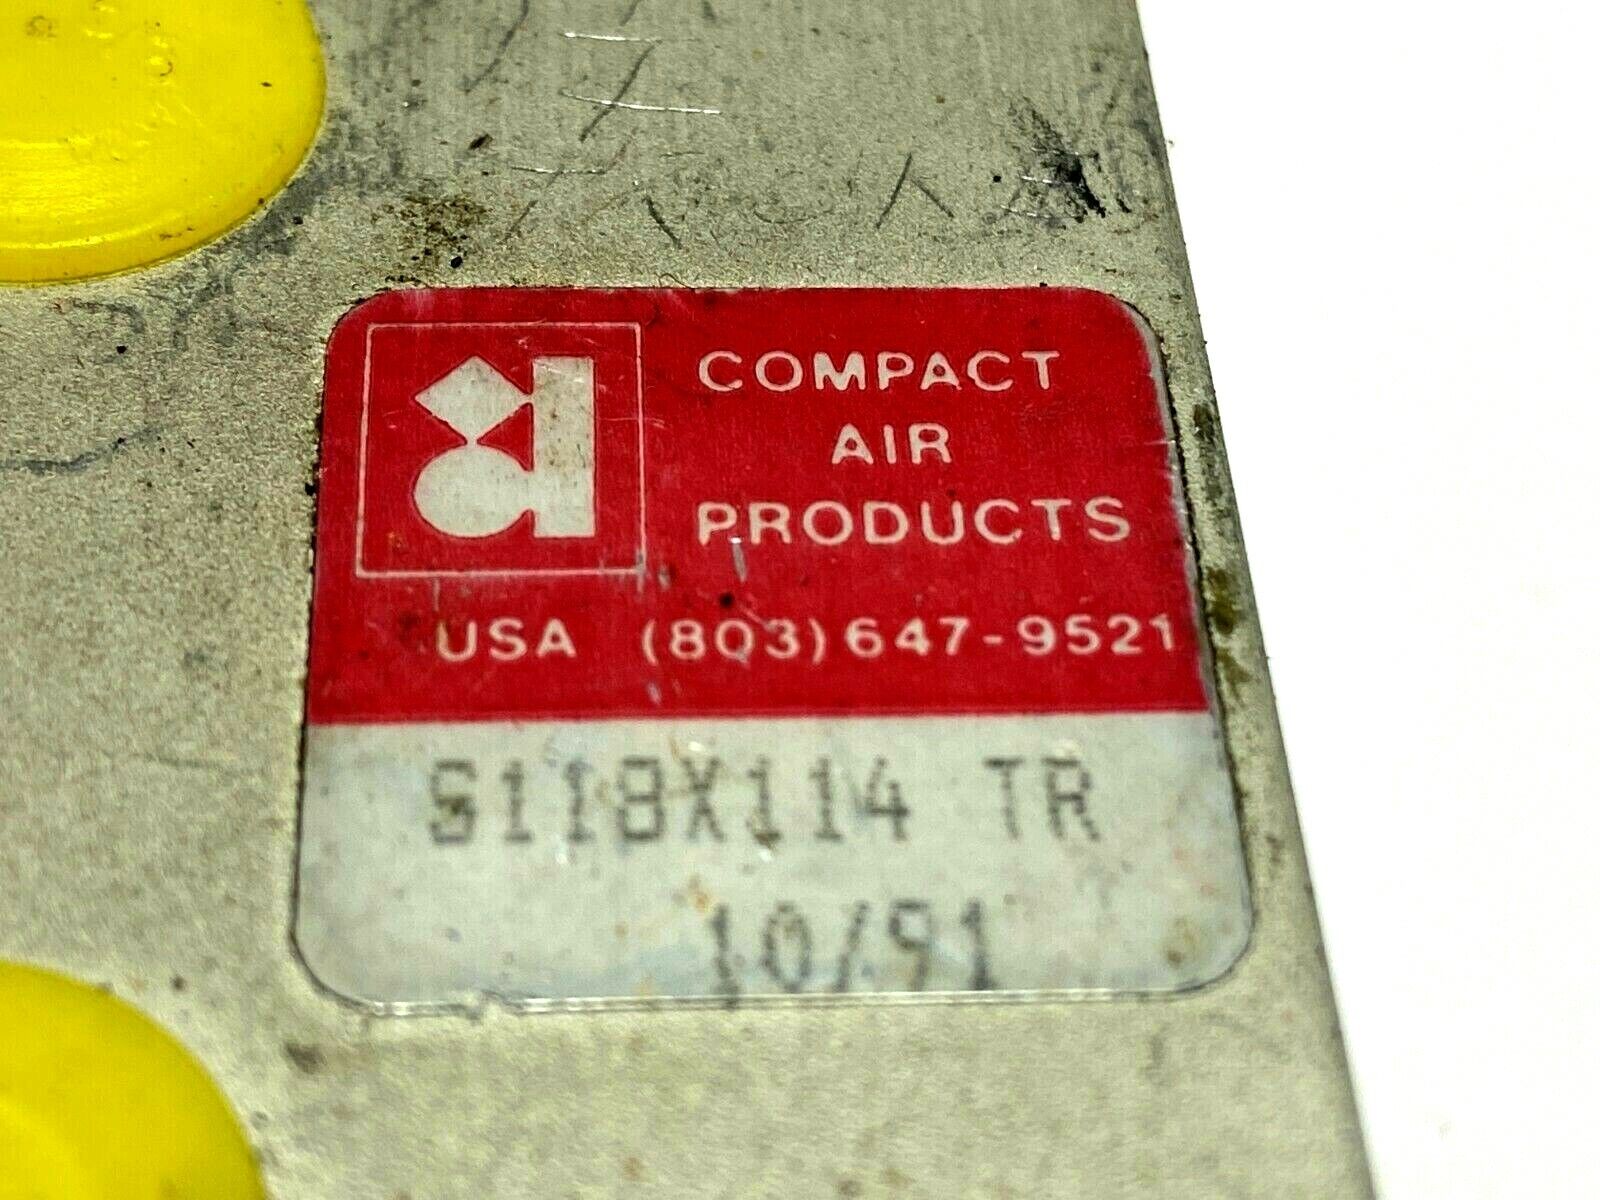 COMPACT
AIR
PRODUCTS
USA (803) 647-9521
S118X114 TR
10/91